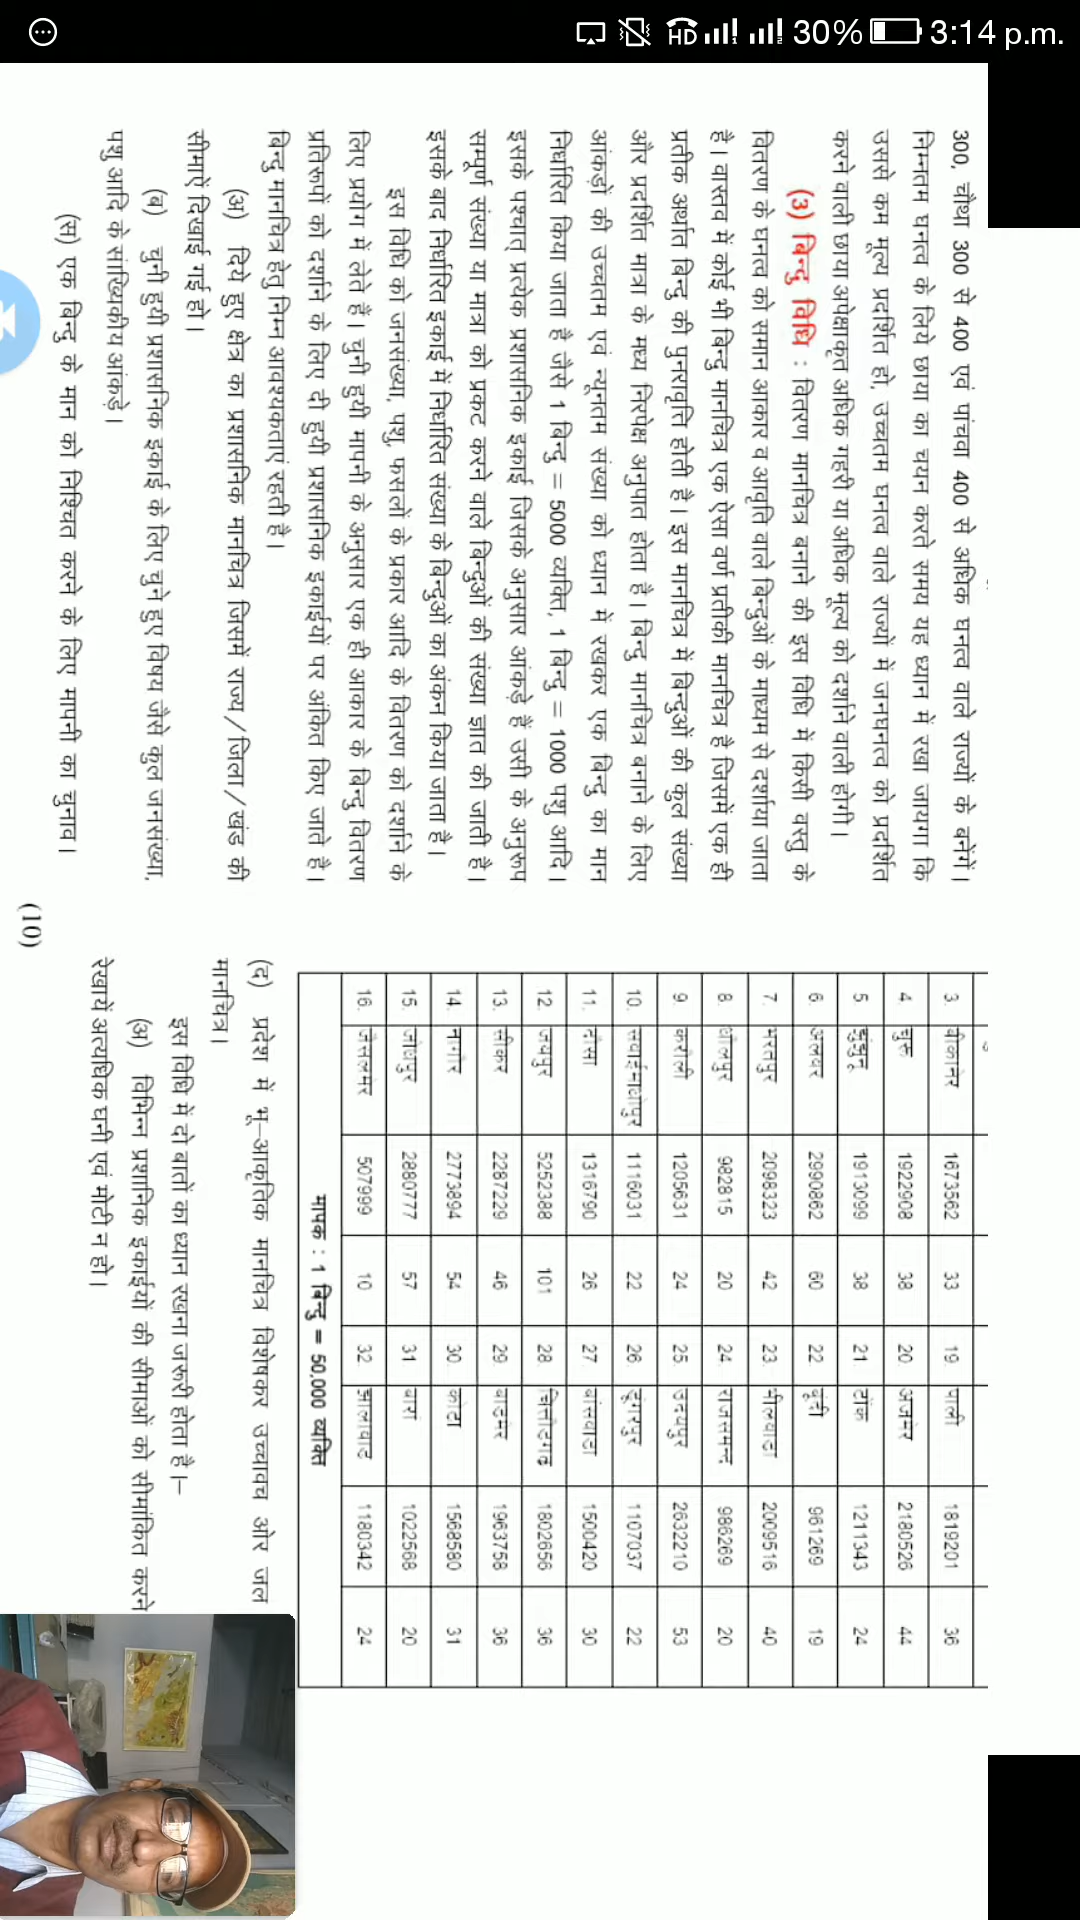 HD 30% 3:14 p.m.
300, चौथा 300 से 400 एवं पांचवा 400 से अधिक घनत्व वाले राज्यों के बनेंगें।
निम्नतम घनत्व के लिये छाया का चयन करते समय यह ध्यान में रखा जायगा कि
उससे कम मूल्य प्रदर्शित हो, उच्चतम घनत्व वाले राज्यों में जनघनत्व को प्रदर्शित
करने वाली छाया अपेक्षाकृत अधिक गहरी या अधिक मूल्य को दर्शाने वाली होगी।
(3) बिन्दु विधि : वितरण मानचित्र बनाने की इस विधि में किसी वस्तु के
वितरण के घनत्व को समान आकार व आवृति वाले बिन्दुओं के माध्यम से दर्शाया जाता
है। वास्तव में कोई भी बिन्दु मानचित्र एक ऐसा वर्ण प्रतीकी मानचित्र है जिसमें एक ही
प्रतीक अर्थात बिन्दु की पुनरावृति होती है। इस मानचित्र में बिन्दुओं की कुल संख्या
और प्रदर्शित मात्रा के मध्य निरपेक्ष अनुपात होता है। बिन्दु मानचित्र बनाने के लिए
आंकड़ों की उच्चतम एवं न्यूनतम संख्या को ध्यान में रखकर एक बिन्दु का मान
निर्धारित किया जाता है जैसे 1 बिन्दु = 5000 व्यक्ति, 1 बिन्दु = 1000 पशु आदि।
इसके पश्चात् प्रत्येक प्रशासनिक इकाई जिसके अनुसार आंकड़े हैं उसी के अनुरूप
सम्पूर्ण संख्या या मात्रा को प्रकट करने वाले बिन्दुओं की संख्या ज्ञात की जाती है।
इसके बाद निर्धारित इकाई में निर्धारित संख्या के बिन्दुओं का अंकन किया जाता है।
इस विधि को जनसंख्या, पशु, फसलों के प्रकार आदि के वितरण को दर्शाने के
लिए प्रयोग में लेते है। चुनी हुयी मापनी के अनुसार एक ही आकार के बिन्दु वितरण
प्रतिरूपों को दर्शाने के लिए दी हुयी प्रशासनिक इकाईयों पर अंकित किए जाते है।
बिन्दु मानचित्र हेतु निम्न आवश्यकताएं रहती है।
(अ) दिये हुए क्षेत्र का प्रशासनिक मानचित्र जिसमें राज्य/जिला/खंड की
सीमाऐं दिखाई गई हो।
(ब) चुनी हुयी प्रशासनिक इकाई के लिए चुने हुए विषय जैसे कुल जनसंख्या,
पशु आदि के सांख्यिकीय आंकड़े।
(स) एक बिन्दु के मान को निश्चित करने के लिए मापनी का चुनाव।
3. बीकानेर 1673562 33 19. पाली 1819201 36
4. चुरू 1922908 38 20. अजमेर 2180526 44
5 झुंझुनू 1913099 38 21 टोंक 1211343 24
6. अलवर 2990862 60 22 बूंदी 961269 19
7. भरतपुर 2098323 42 23. भीलवाडा 2009516 40
8. धौलपुर 982815 20 24. राजसमन्द 986269 20
9 करौली 1205631 24 25. उदयपुर 2632210 53
10. सवाईमाधोपुर 1116031 22 26. डूंगरपुर 1107037 22
11. दौसा 1316790 26 27. बांसवाडा 1500420 30
12. जयपुर 5252388 101 28. चित्तौडगढ 1802656 36
13. सीकर 2287229 46 29. बाडमेर 1963758 36
14. नागौर 2773894 54 30. कोटा 1568580 31
15. जोधपुर 2880777 57 31 बारां 1022568 20
16. जैसलमेर 507999 10 32 झालावाड 1180342 24
मापक : 1 बिन्दु = 50,000 व्यक्ति
(द) प्रदेश में भू-आकृतिक मानचित्र विशेषकर उच्चावच और जल
मानचित्र।
इस विधि में दो बातों का ध्यान रखना जरूरी होता है।–
(अ) विभिन्न प्रशानिक इकाईयों की सीमाओं को सीमांकित करने
रेखायें अत्यधिक घनी एवं मोटी न हो।
(10)